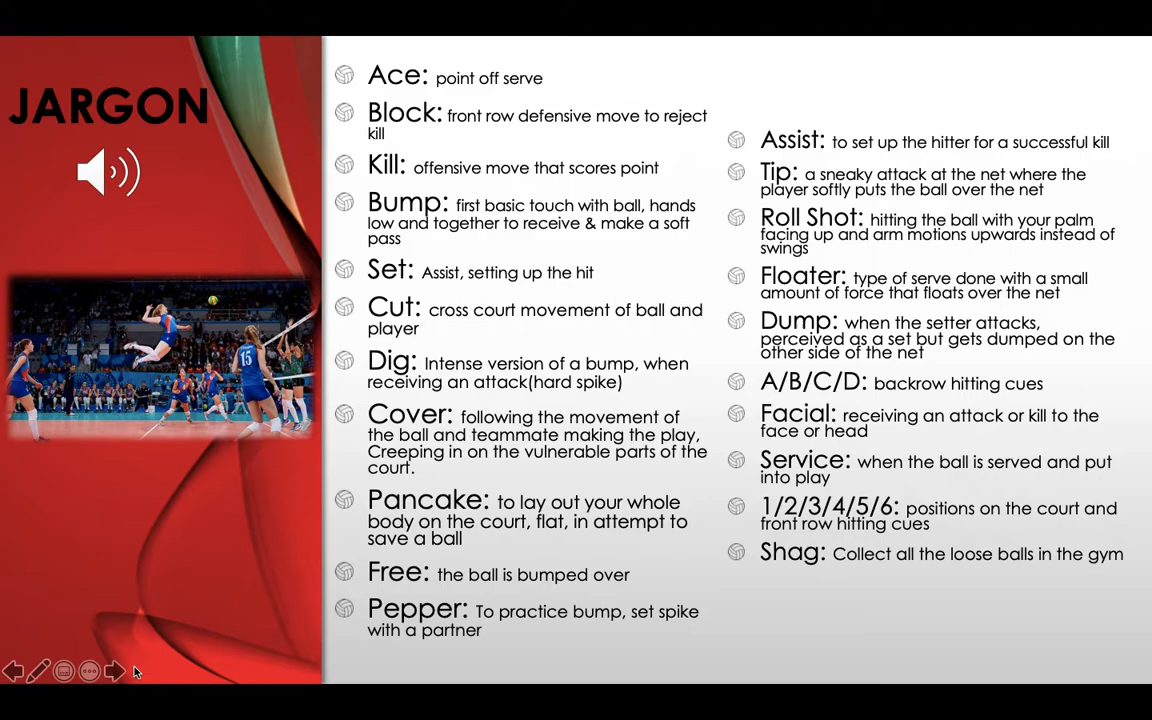 JARGON
Ace: point off serve
Block: front row defensive move to reject
kill
Kill: offensive move that scores point
Bump: first basic touch with ball, hands
low and together to receive & make a soft
pass
Set: Assist, setting up the hit
Cut: cross court movement of ball and
player
Dig: Intense version of a bump, when
receiving an attack(hard spike)
Cover: following the movement of
the ball and teammate making the play,
Creeping in on the vulnerable parts of the
court.
Pancake: to lay out your whole
body on the court, flat, in attempt to
save a ball
Free: the ball is bumped over
Pepper: To practice bump, set spike
with a partner
Assist: to set up the hitter for a successful kill
Tip: a sneaky attack at the net where the
player softly puts the ball over the net
Roll Shot: hitting the ball with your palm
facing up and arm motions upwards instead of
swings
Floater: type of serve done with a small
amount of force that floats over the net
Dump: when the setter attacks,
perceived as a set but gets dumped on the
other side of the net
A/B/C/D: backrow hitting cues
Facial: receiving an attack or kill to the
face or head
Service: when the ball is served and put
into play
1/2/3/4/5/6: positions on the court and
front row hitting cues
Shag: Collect all the loose balls in the gym
15